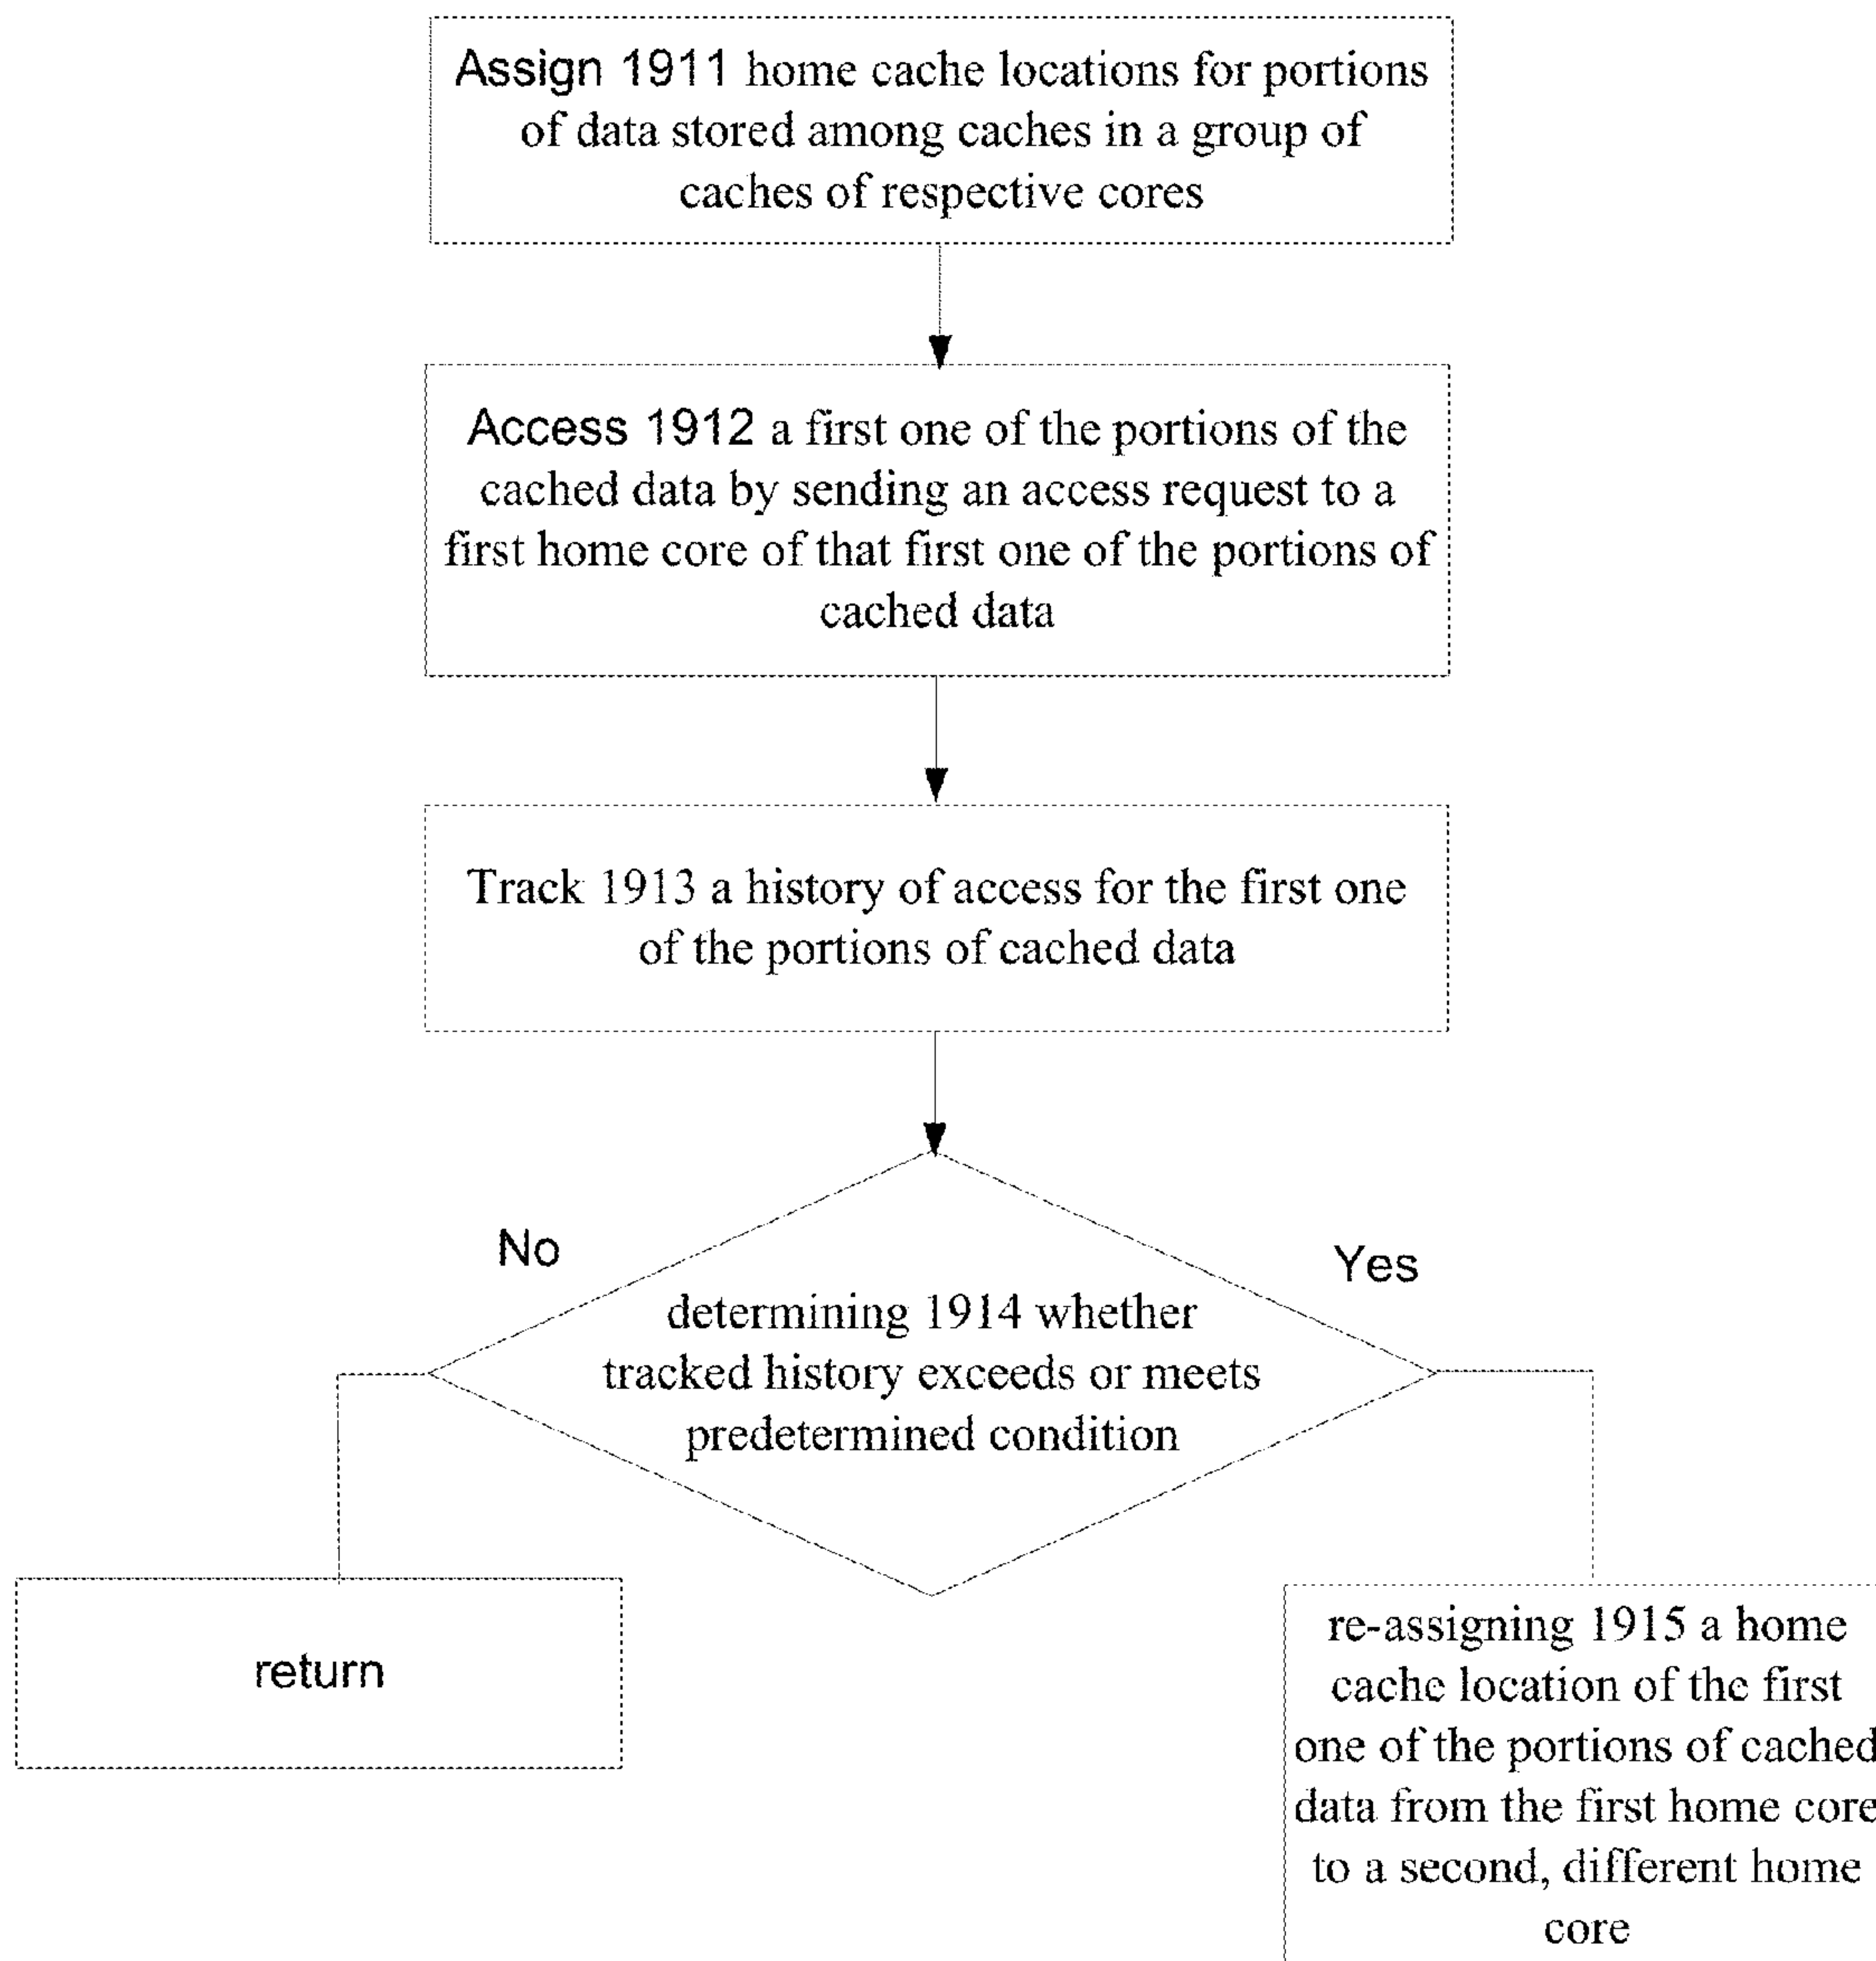 Assign 1911 home cache locations for portions
of data stored among caches in a group of
caches of respective cores
Access 1912 a first one of the portions of the
cached data by sending an access request to a
first home core of that first one of the portions of
cached data
Track 1913 a history of access for the first one
of the portions of cached data
No
Yes
determining 1914 whether
tracked history exceeds or meets
predetermined condition
return
re-assigning 1915 a home
cache location of the first
one of the portions of cached
data from the first home core
to a second, different home
core